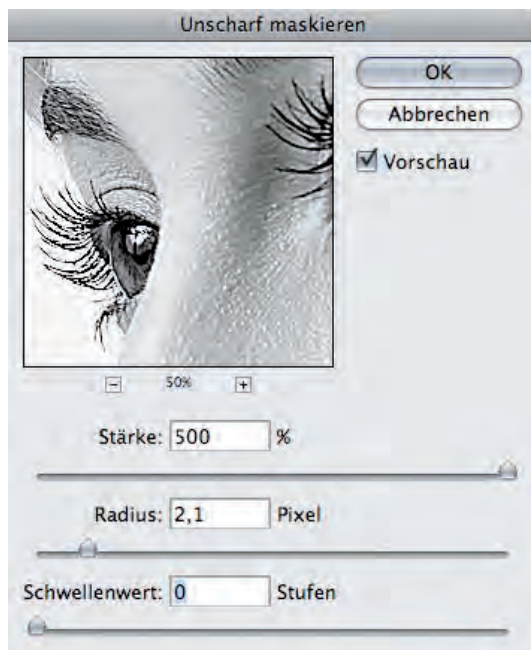 Unscharf maskieren
OK
Abbrechen
Vorschau
50%
Stärke: 500 %
Radius: 2,1 Pixel
Schwellenwert: 0 Stufen